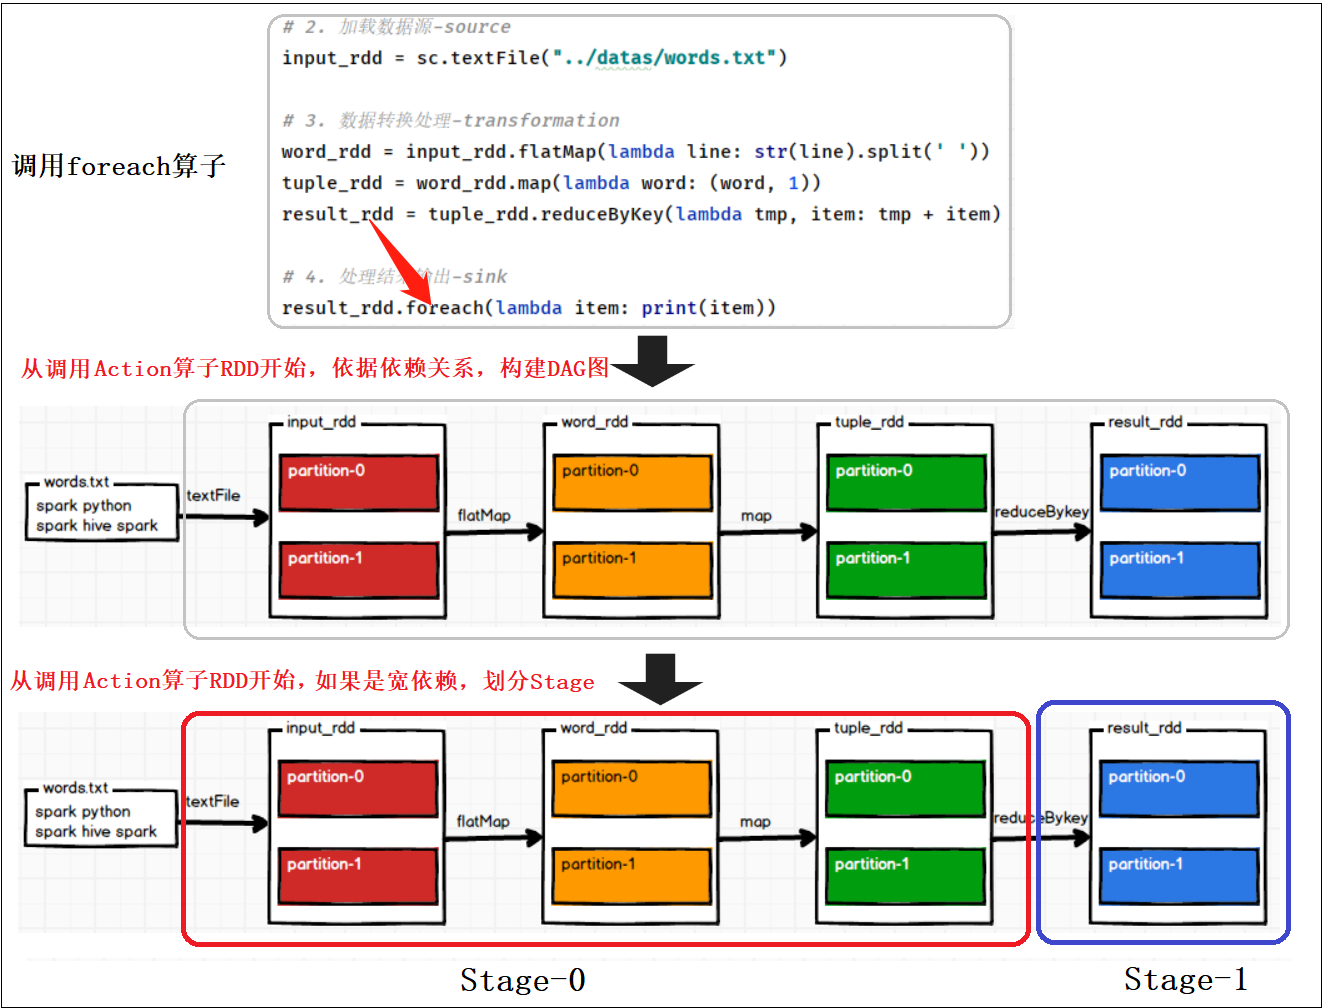 # 2. 加载数据源-source
input_rdd = sc.textFile("../datas/words.txt")
# 3. 数据转换处理-transformation
调用foreach算子
word_rdd = input_rdd.flatMap(lambda line: str(line).split(' '))
tuple_rdd = word_rdd.map(lambda word: (word, 1))
result_rdd = tuple_rdd.reduceByKey(lambda tmp, item: tmp + item)
# 4. 处理结果输出-sink
result_rdd.foreach(lambda item: print(item))
从调用Action算子RDD开始，依据依赖关系，构建DAG图
input_rdd
word_rdd
tuple_rdd
result_rdd
partition-0
partition-0
partition-0
partition-0
words.txt
spark python
spark hive spark
textFile
flatMap
map
reduceBykey
partition-1
partition-1
partition-1
partition-1
从调用Action算子RDD开始，如果是宽依赖，划分Stage
input_rdd
word_rdd
tuple_rdd
result_rdd
partition-0
partition-0
partition-0
partition-0
words.txt
spark python
spark hive spark
textFile
flatMap
map
reduceBykey
partition-1
partition-1
partition-1
partition-1
Stage-0
Stage-1